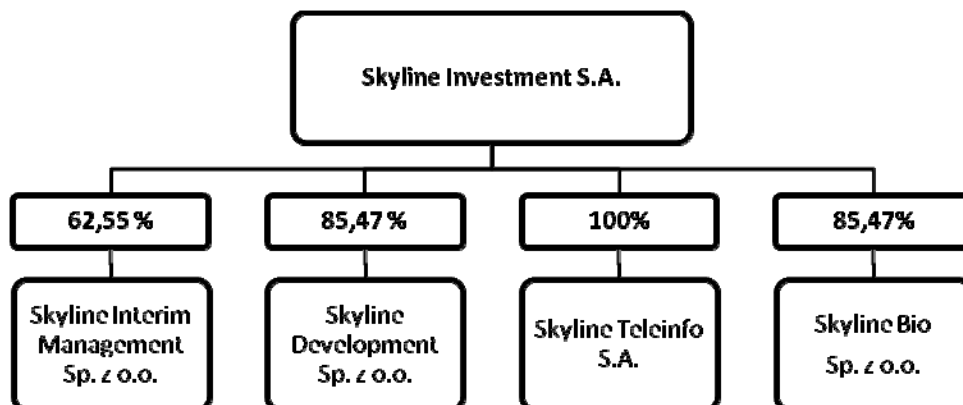 Skyline Investment S.A.
62,55 %
85,47 %
100%
85,47%
Skyline Interim
Management
Sp. z o.o.
Skyline
Development
Sp. z o.o.
Skyline Teleinfo
S.A.
Skyline Bio
Sp. z o.o.